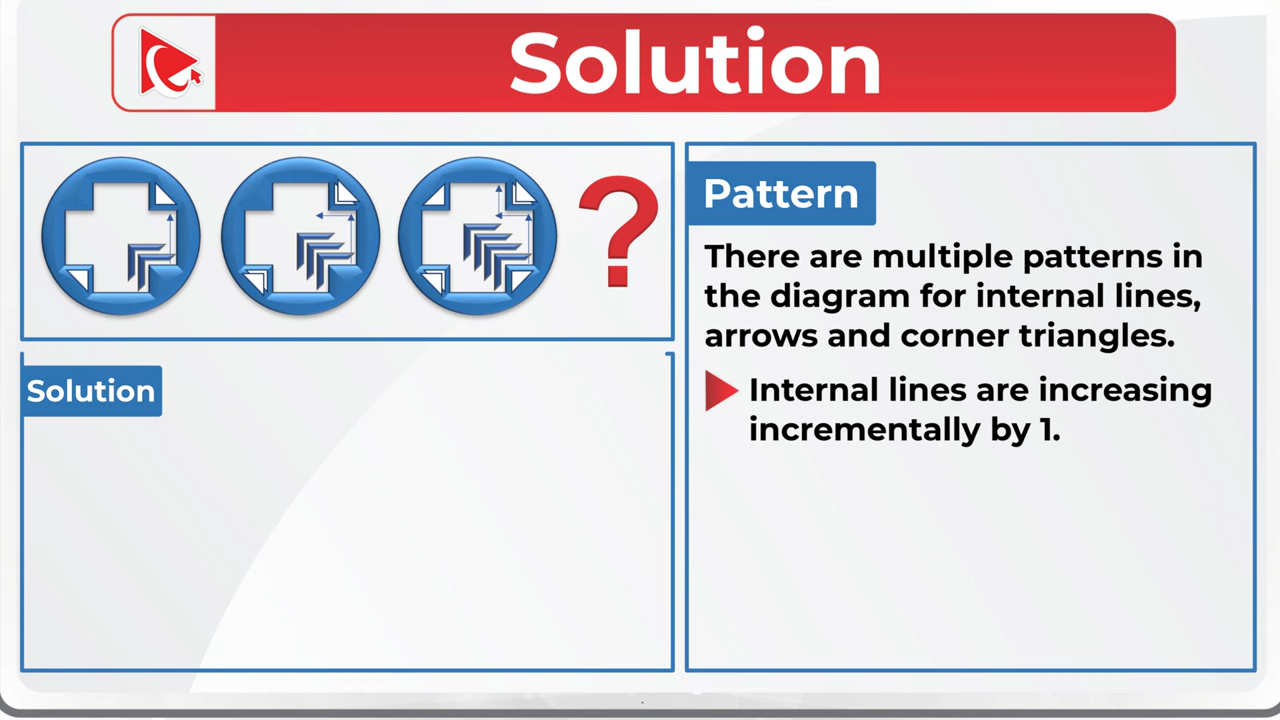 Solution
?
Pattern
There are multiple patterns in
the diagram for internal lines,
arrows and corner triangles.
Internal lines are increasing
incrementally by 1.
Solution